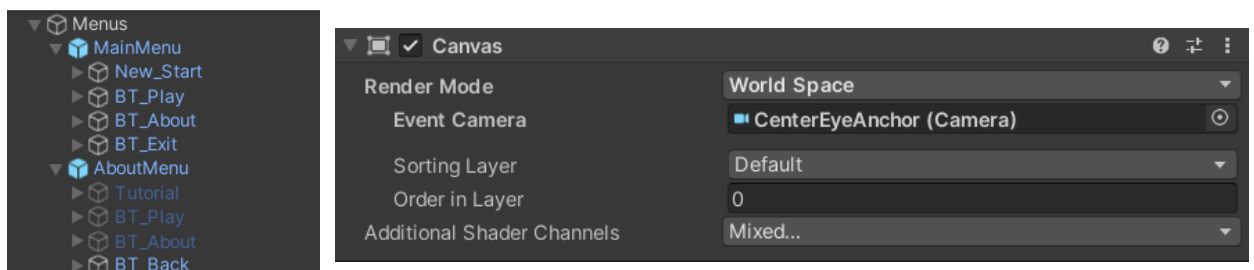 Menus
MainMenu
New_Start
BT_Play
BT_About
BT_Exit
AboutMenu
Tutorial
BT_Play
BT_About
BT_Back
Canvas
Render Mode World Space
Event Camera CenterEyeAnchor (Camera)
Sorting Layer Default
Order in Layer 0
Additional Shader Channels Mixed...